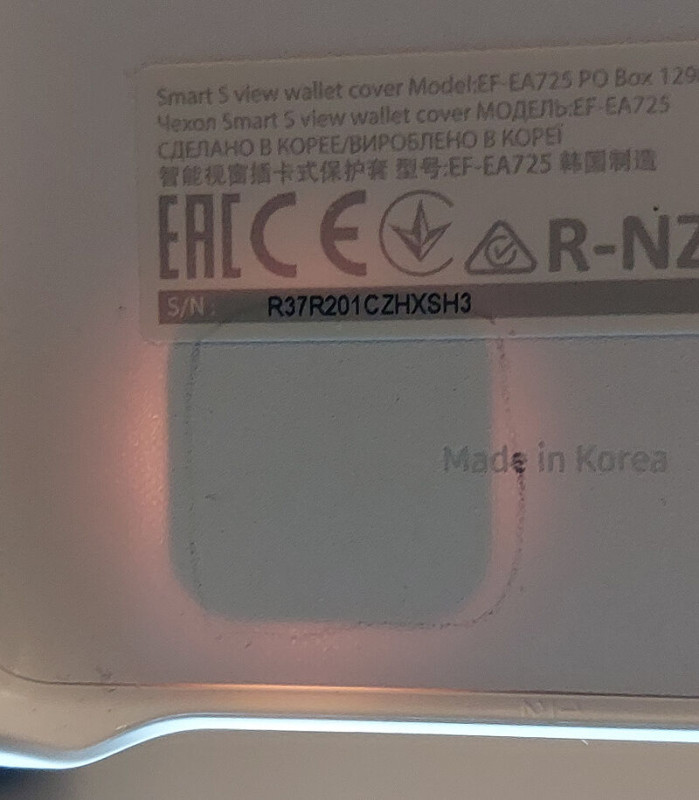 Smart S view wallet cover Model:EF-EA725 PO Box 129
Чехол Smart S view wallet cover МОДЕЛЬ:EF-EA725
СДЕЛАНО В КОРЕЕ/ВИРОБЛЕНО В КОРЕЇ
智能视窗插卡式保护套 型号:EF-EA725 韩国制造
EAC CE R-NZ
S/N : R37R201CZHXSH3
Made in Korea